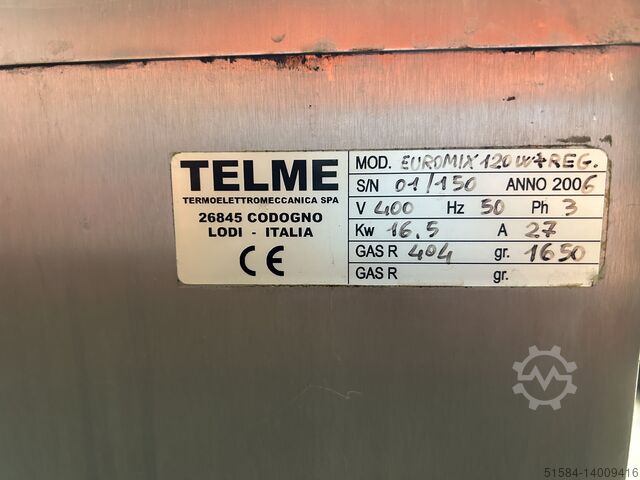 TELME
TERMOELETTROMECCANICA SPA
26845 CODOGNO
LODI - ITALIA
CE
MOD. EUROMIX 120 W+REG.
S/N 01/150 ANNO 2006
V 400 Hz 50 Ph 3
Kw 16.5 A 27
GAS R 404 gr. 1650
GAS R gr.
51584-14009416